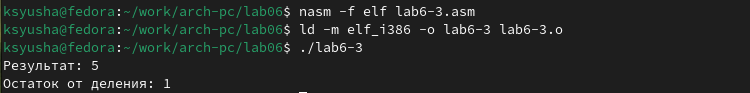 ksyusha@fedora:~/work/arch-pc/lab06$ nasm -f elf lab6-3.asm
ksyusha@fedora:~/work/arch-pc/lab06$ ld -m elf_i386 -o lab6-3 lab6-3.o
ksyusha@fedora:~/work/arch-pc/lab06$ ./lab6-3
Результат: 5
Остаток от деления: 1